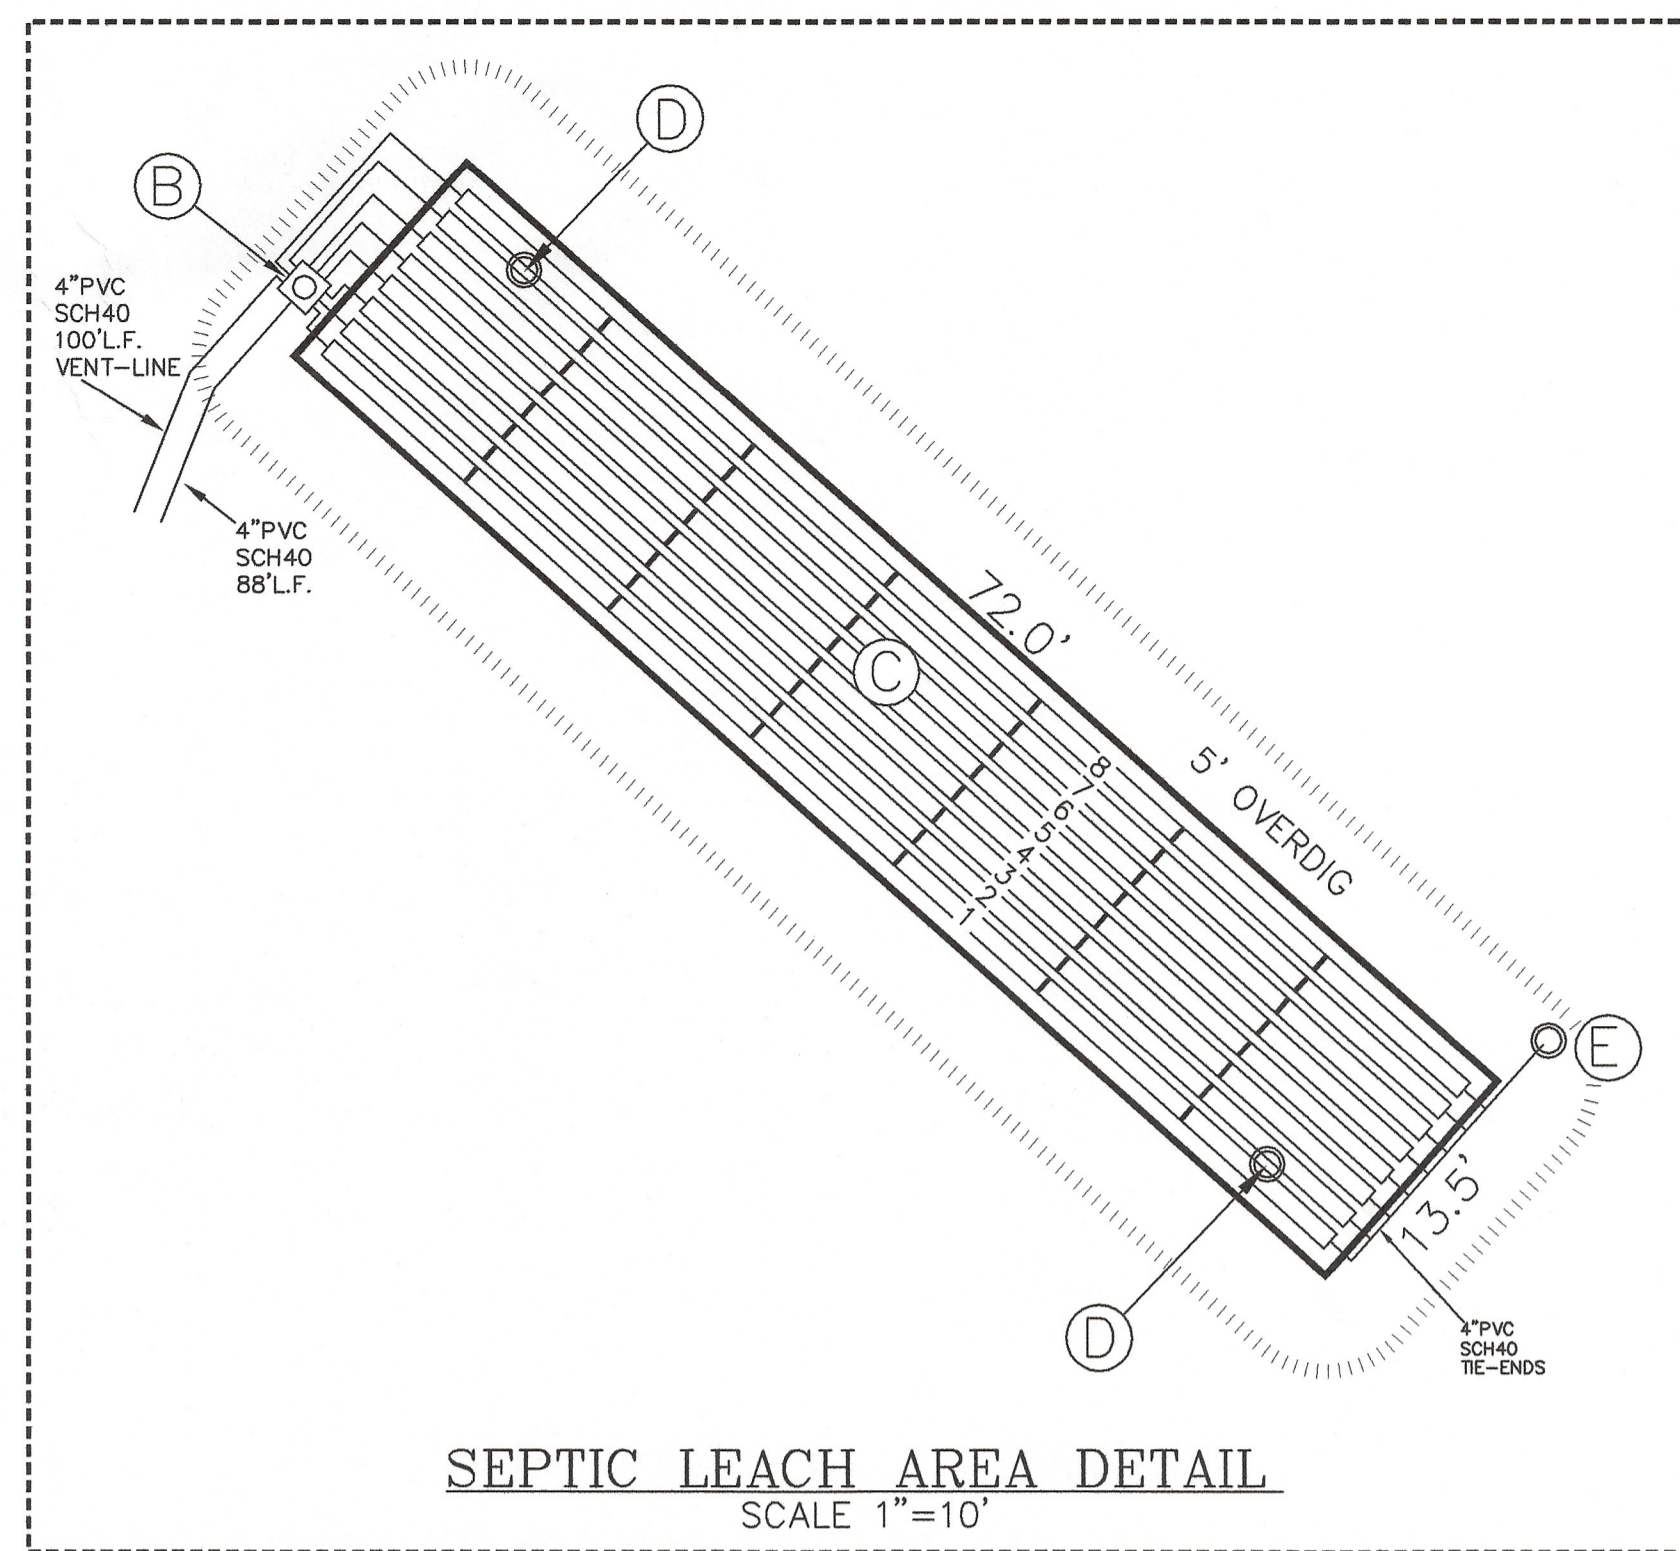 D
B
4"PVC
SCH40
100'L.F.
VENT-LINE
4"PVC
SCH40
88'L.F.
72.0'
C
5' OVERDIG
8
7
6
5
4
3
2
1
E
13.5'
D
4"PVC
SCH40
TIE-ENDS
SEPTIC LEACH AREA DETAIL
SCALE 1"=10'